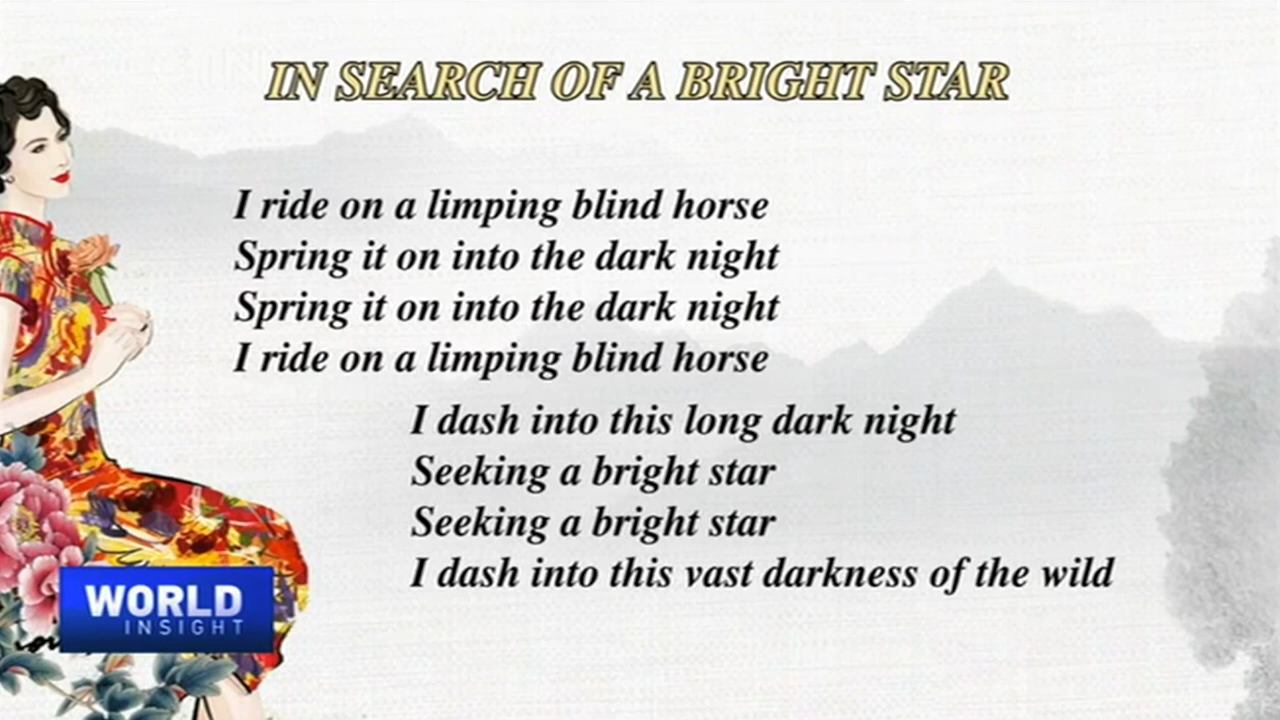 IN SEARCH OF A BRIGHT STAR
I ride on a limping blind horse
Spring it on into the dark night
Spring it on into the dark night
I ride on a limping blind horse
I dash into this long dark night
Seeking a bright star
Seeking a bright star
I dash into this vast darkness of the wild
WORLD
INSIGHT